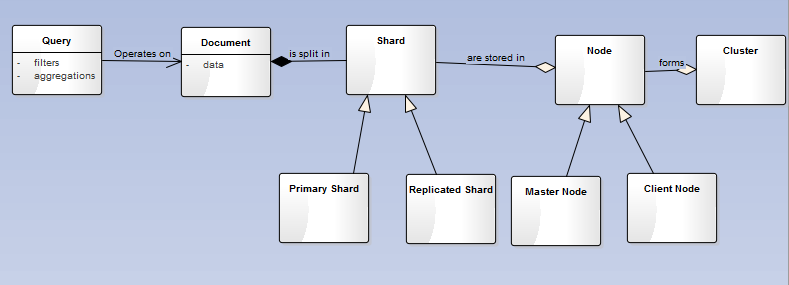 Query
- filters
- aggregations
Operates on
Document
- data
is split in
Shard
are stored in
Node
forms
Cluster
Primary Shard
Replicated Shard
Master Node
Client Node